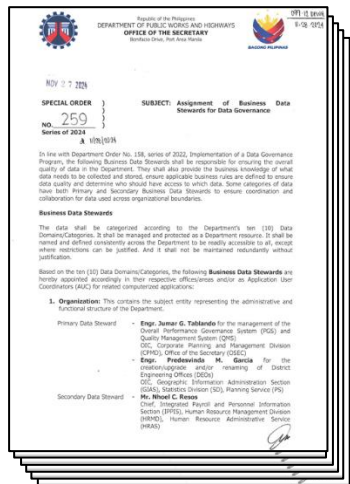 Republic of the Philippines
DEPARTMENT OF PUBLIC WORKS AND HIGHWAYS
OFFICE OF THE SECRETARY
Bonifacio Drive, Port Area Manila
BAGONG PILIPINAS
NOV 27 2024
SPECIAL ORDER )
NO. 259 )
Series of 2024 )
SUBJECT: Assignment of Business Data
Stewards for Data Governance
In line with Department Order No. 158, series of 2022, Implementation of a Data Governance
Program, the following Business Data Stewards shall be responsible for ensuring the overall
quality of data in the Department. They shall also provide the business knowledge of what
data needs to be collected and stored, ensure applicable business rules are defined to ensure
data quality and determine who should have access to which data. Some categories of data
have both Primary and Secondary Business Data Stewards to ensure coordination and
collaboration for data used across organizational boundaries.
Business Data Stewards
The data shall be categorized according to the Department's ten (10) Data
Domains/Categories. It shall be managed and protected as a Department resource. It shall be
named and defined consistently across the Department to be readily accessible to all, except
where restrictions can be justified. And it shall not be maintained redundantly without
justification.
Based on the ten (10) Data Domains/Categories, the following Business Data Stewards are
hereby appointed accordingly in their respective offices/areas and/or as Application User
Coordinators (AUC) for related computerized applications:
1. Organization: This contains the subject entity representing the administrative and
functional structure of the Department.
Primary Data Steward - Engr. Jumar G. Tablando for the management of the
Overall Performance Governance System (PGS) and
Quality Management System (QMS)
OIC, Corporate Planning and Management Division
(CPMD), Office of the Secretary (OSEC)
- Engr. Predesvinda M. Garcia for the
creation/upgrade and/or renaming of District
Engineering Offices (DEOs)
OIC, Geographic Information Administration Section
(GIAS), Statistics Division (SD), Planning Service (PS)
Secondary Data Steward - Mr. Nhoel C. Resos
Chief, Integrated Payroll and Personnel Information
Section (IPPIS), Human Resource Management Division
(HRMD), Human Resource Administrative Service
(HRAS)